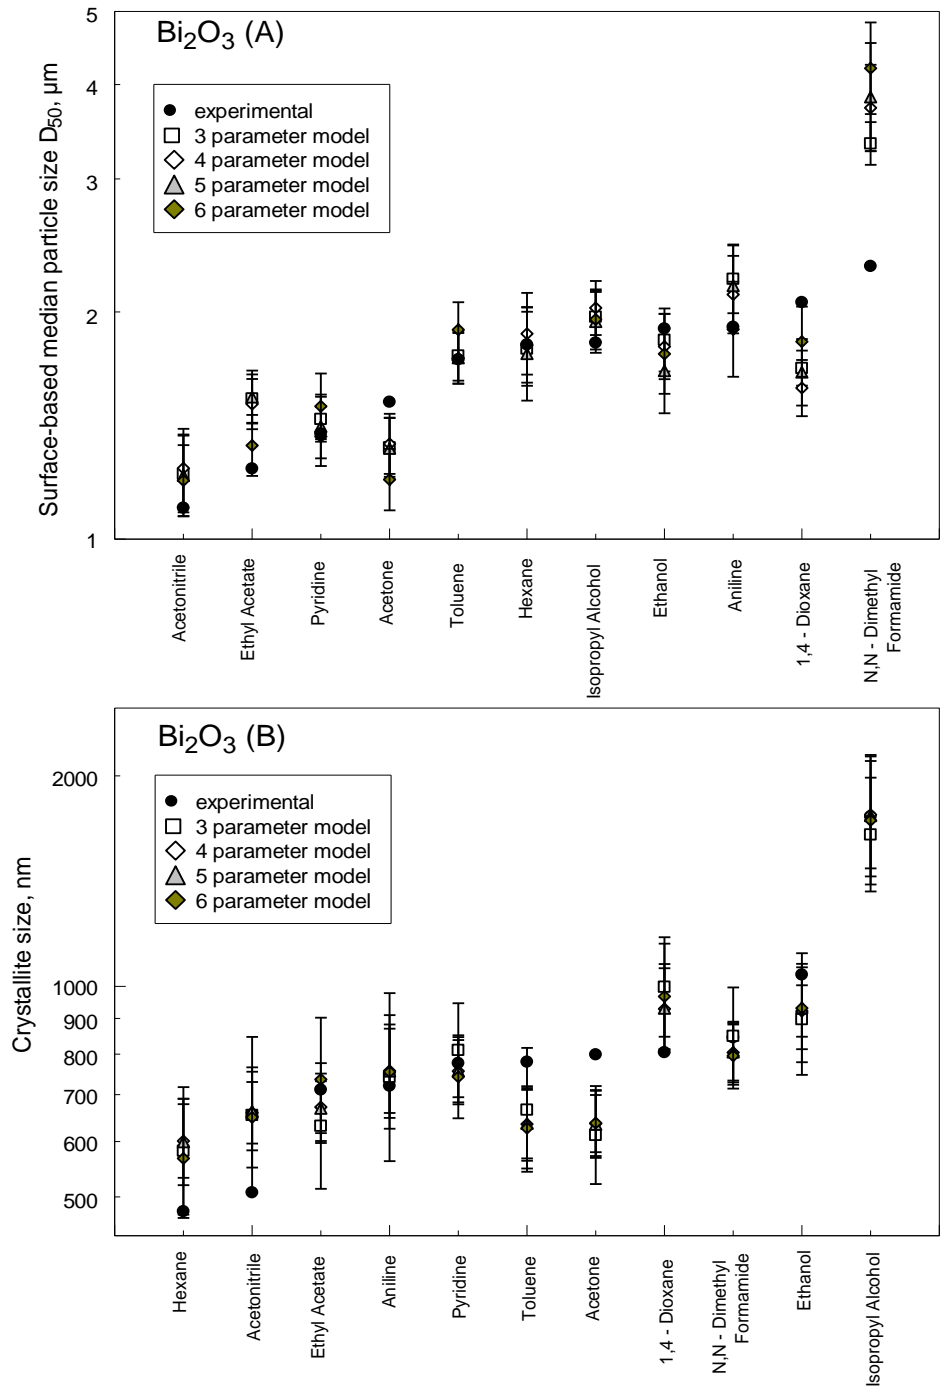 Bi2O3 (A)
Surface-based median particle size D50, µm
5
4
3
2
1
experimental
3 parameter model
4 parameter model
5 parameter model
6 parameter model
Acetonitrile
Ethyl Acetate
Pyridine
Acetone
Toluene
Hexane
Isopropyl Alcohol
Ethanol
Aniline
1,4 - Dioxane
N,N - Dimethyl
Formamide
Bi2O3 (B)
Crystallite size, nm
2000
1000
900
800
700
600
500
experimental
3 parameter model
4 parameter model
5 parameter model
6 parameter model
Hexane
Acetonitrile
Ethyl Acetate
Aniline
Pyridine
Toluene
Acetone
1,4 - Dioxane
N,N - Dimethyl
Formamide
Ethanol
Isopropyl Alcohol